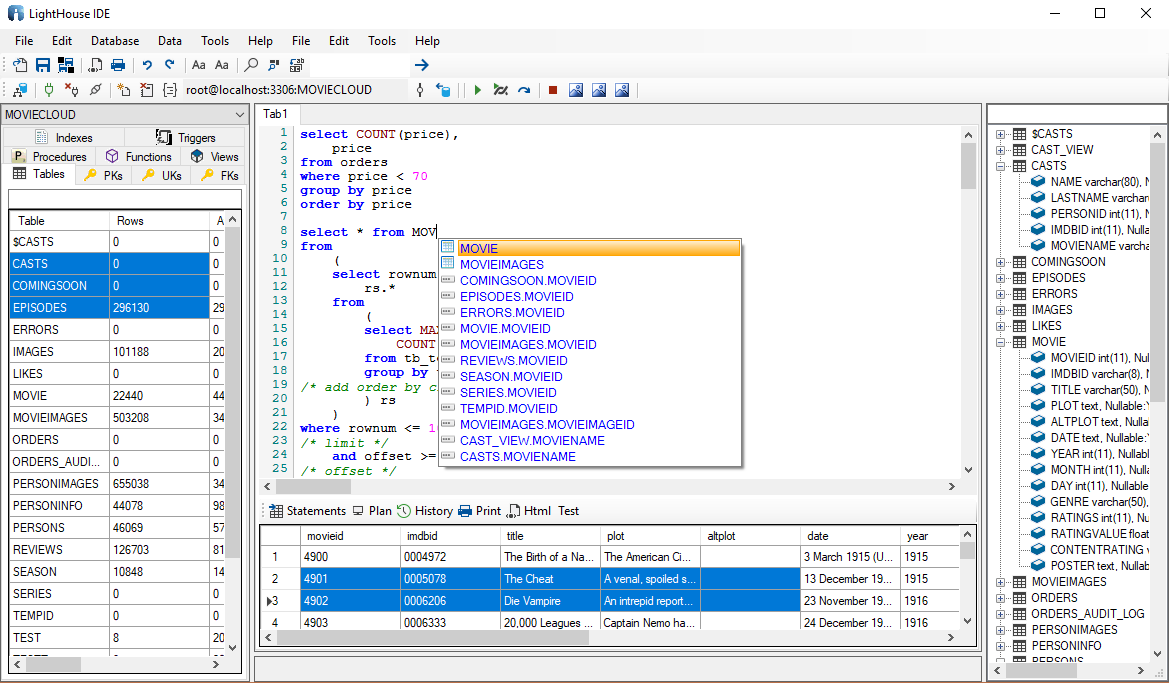 LightHouse IDE
File Edit Database Data Tools Help File Edit Tools Help
Aa Aa
root@localhost:3306:MOVIECLOUD
MOVIECLOUD
Indexes Triggers
P. Procedures Functions Views
Tables PKs UKs FKs
Table Rows A
$CASTS 0 0
CASTS 0 0
COMINGSOON 0 0
EPISODES 296130 29
ERRORS 0 0
IMAGES 101188 20
LIKES 0 0
MOVIE 22440 44
MOVIEIMAGES 503208 34
ORDERS 0 0
ORDERS_AUDI... 0 0
PERSONIMAGES 655038 34
PERSONINFO 44078 98
PERSONS 46069 57
REVIEWS 126703 81
SEASON 10848 14
SERIES 0 0
TEMPID 0 0
TEST 8 20
Tab1
1 select COUNT(price),
2 price
3 from orders
4 where price < 70
5 group by price
6 order by price
7
8 select * from MOV
9 from
10 (
11 select rownum
12 rs.*
13 from
14 (
15 select MA
16 COUNT
17 from tb_t
18 group by
19 /* add order by c
20 ) rs
21 )
22 where rownum <= 1
23 /* limit */
24 and offset >=
25 /* offset */
MOVIE
MOVIEIMAGES
COMINGSOON.MOVIEID
EPISODES.MOVIEID
ERRORS.MOVIEID
MOVIE.MOVIEID
MOVIEIMAGES.MOVIEID
REVIEWS.MOVIEID
SEASON.MOVIEID
SERIES.MOVIEID
TEMPID.MOVIEID
MOVIEIMAGES.MOVIEIMAGEID
CAST_VIEW.MOVIENAME
CASTS.MOVIENAME
Statements Plan History Print Html Test
movieid imdbid title plot altplot date year
1 4900 0004972 The Birth of a Na... The American Ci... 3 March 1915 (U... 1915
2 4901 0005078 The Cheat A venal, spoiled s... 13 December 19... 1915
3 4902 0006206 Die Vampire An intrepid report... 23 November 19... 1916
4 4903 0006333 20,000 Leagues ... Captain Nemo ha... 24 December 19... 1916
$CASTS
CAST_VIEW
CASTS
NAME varchar(80), N
LASTNAME varchar(
PERSONID int(11), N
IMDBID int(11), Nulla
MOVIENAME varcha
COMINGSOON
EPISODES
ERRORS
IMAGES
LIKES
MOVIE
MOVIEID int(11), Nul
IMDBID varchar(8), N
TITLE varchar(50), N
PLOT text, Nullable:Y
ALTPLOT text, Nulla
DATE text, Nullable:Y
YEAR int(11), Nullabl
MONTH int(11), Nulla
DAY int(11), Nullable
GENRE varchar(50),
RATINGS int(11), Nu
RATINGVALUE float
CONTENTRATING v
POSTER text, Nullab
MOVIEIMAGES
ORDERS
ORDERS_AUDIT_LOG
PERSONIMAGES
PERSONINFO
PERSONS